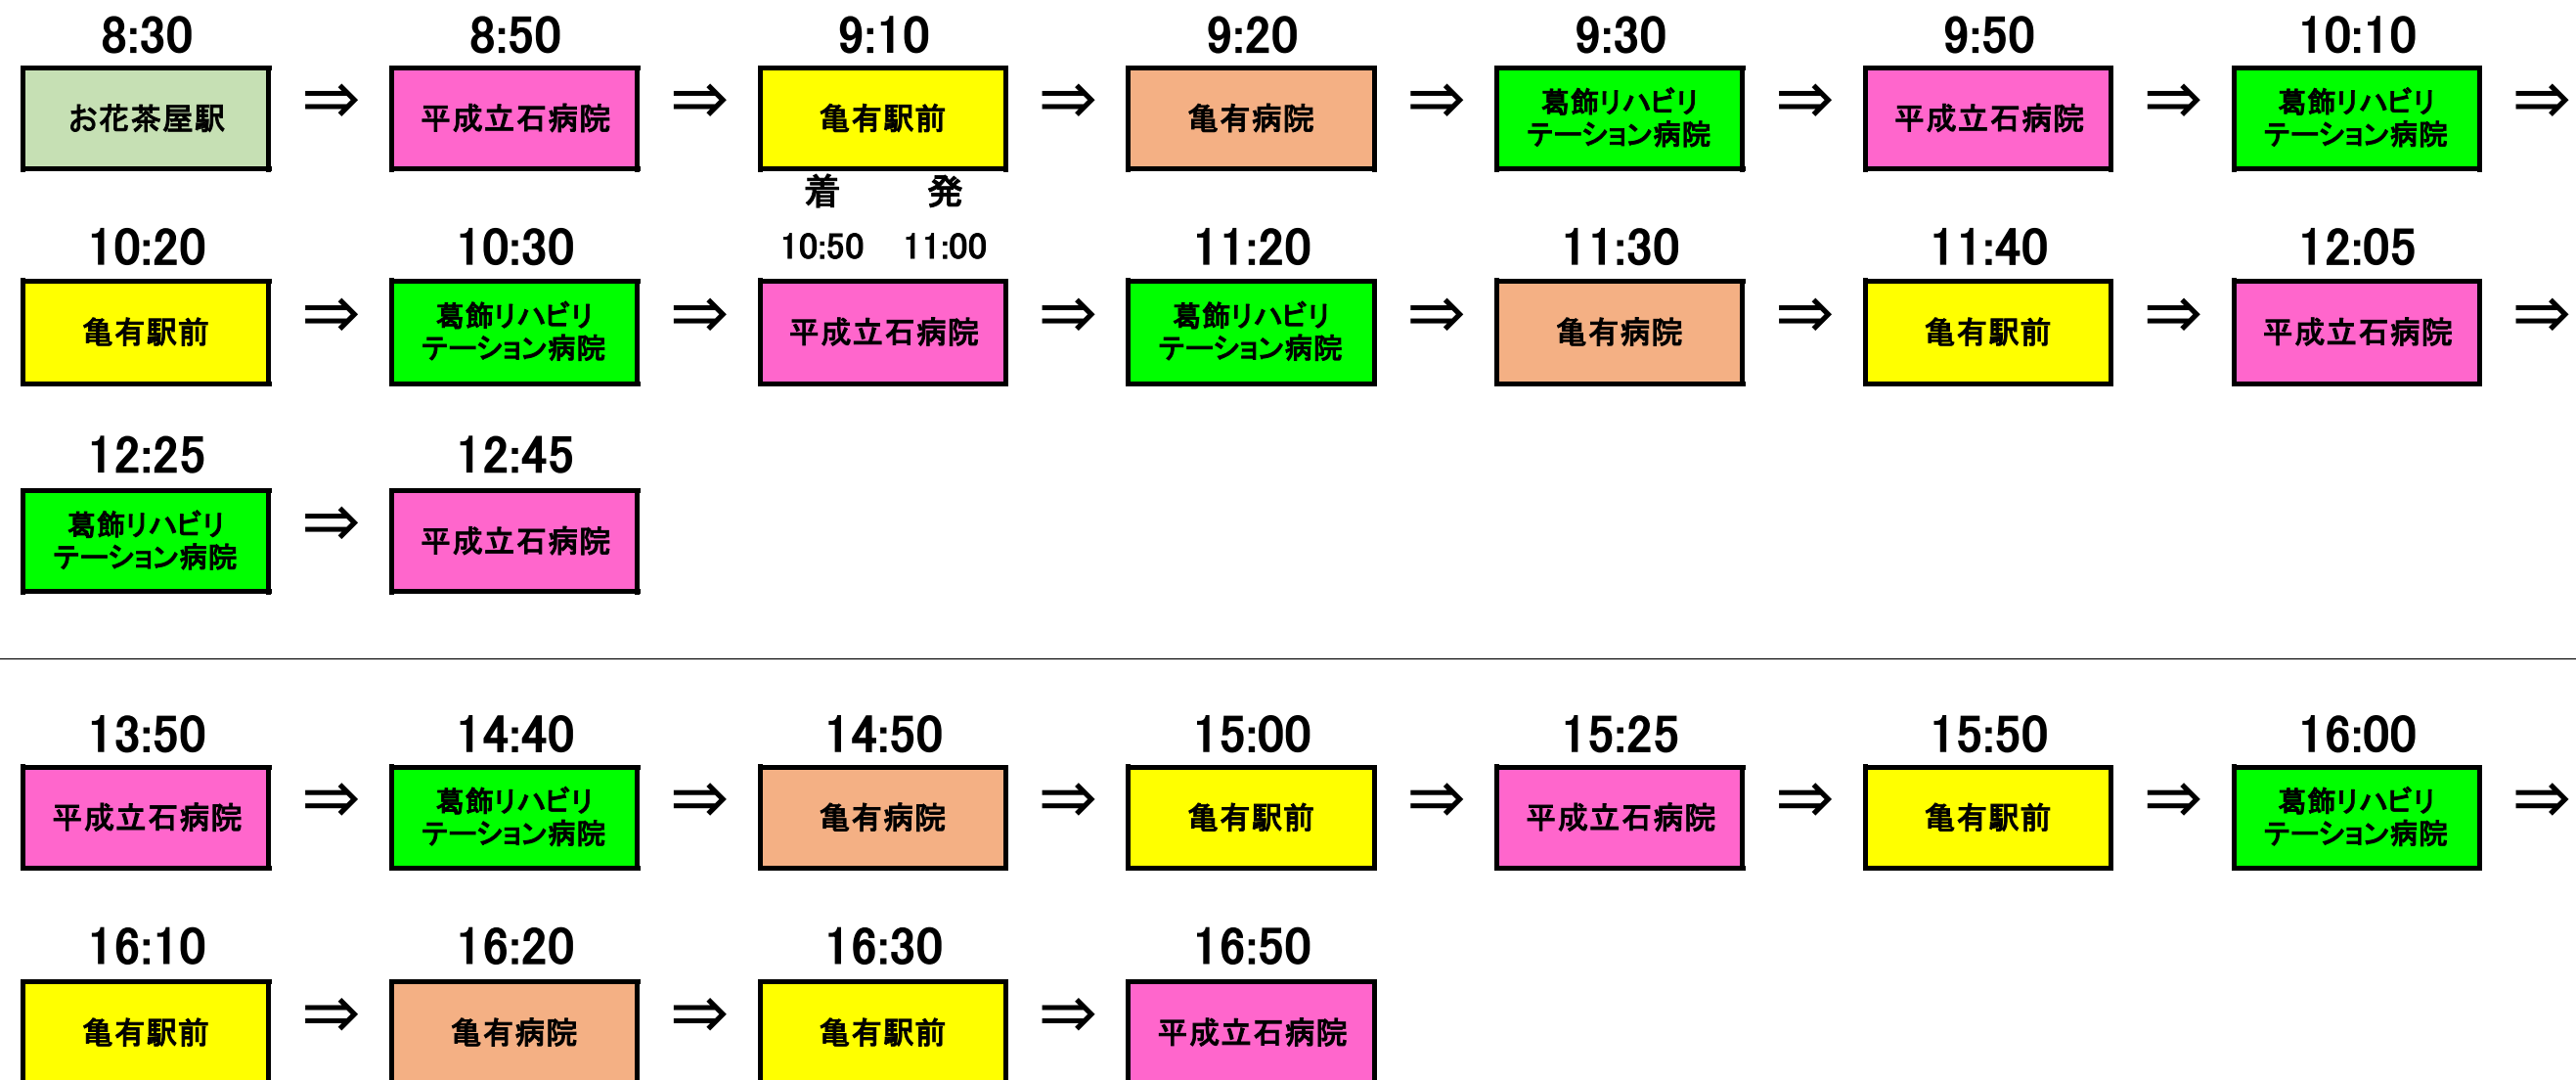 8:30 8:50 9:10 9:20 9:30 9:50 10:10
お花茶屋駅 ⇒ 平成立石病院 ⇒ 亀有駅前 ⇒ 亀有病院 ⇒ 葛飾リハビリ
テーション病院 ⇒ 平成立石病院 ⇒ 葛飾リハビリ
テーション病院 ⇒
着 発
10:20 10:30 10:50 11:00 11:20 11:30 11:40 12:05
亀有駅前 ⇒ 葛飾リハビリ
テーション病院 ⇒ 平成立石病院 ⇒ 葛飾リハビリ
テーション病院 ⇒ 亀有病院 ⇒ 亀有駅前 ⇒ 平成立石病院 ⇒
12:25 12:45
葛飾リハビリ
テーション病院 ⇒ 平成立石病院
13:50 14:40 14:50 15:00 15:25 15:50 16:00
平成立石病院 ⇒ 葛飾リハビリ
テーション病院 ⇒ 亀有病院 ⇒ 亀有駅前 ⇒ 平成立石病院 ⇒ 亀有駅前 ⇒ 葛飾リハビリ
テーション病院 ⇒
16:10 16:20 16:30 16:50
亀有駅前 ⇒ 亀有病院 ⇒ 亀有駅前 ⇒ 平成立石病院